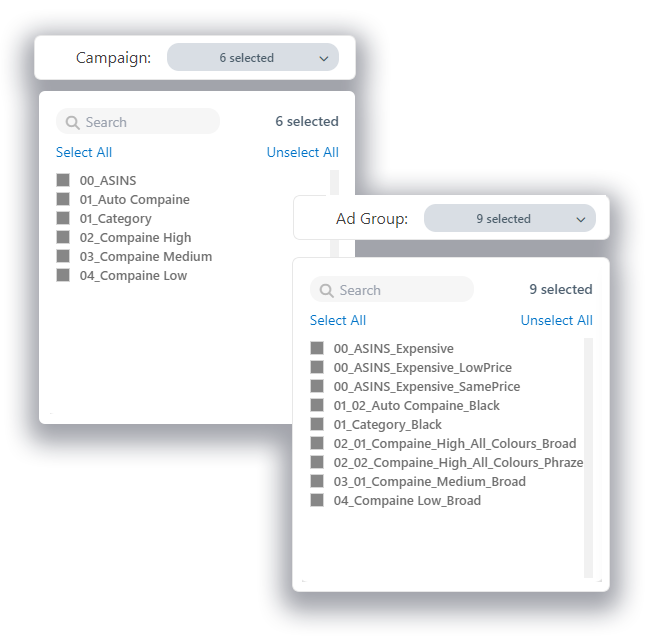 Campaign: 6 selected
Search 6 selected
Select All Unselect All
00_ASINS
01_Auto Compaine
01_Category
02_Compaine High
03_Compaine Medium
04_Compaine Low
Ad Group: 9 selected
Search 9 selected
Select All Unselect All
00_ASINS_Expensive
00_ASINS_Expensive_LowPrice
00_ASINS_Expensive_SamePrice
01_02_Auto Compaine_Black
01_Category_Black
02_01_Compaine_High_All_Colours_Broad
02_02_Compaine_High_All_Colours_Phraze
03_01_Compaine_Medium_Broad
04_Compaine Low_Broad